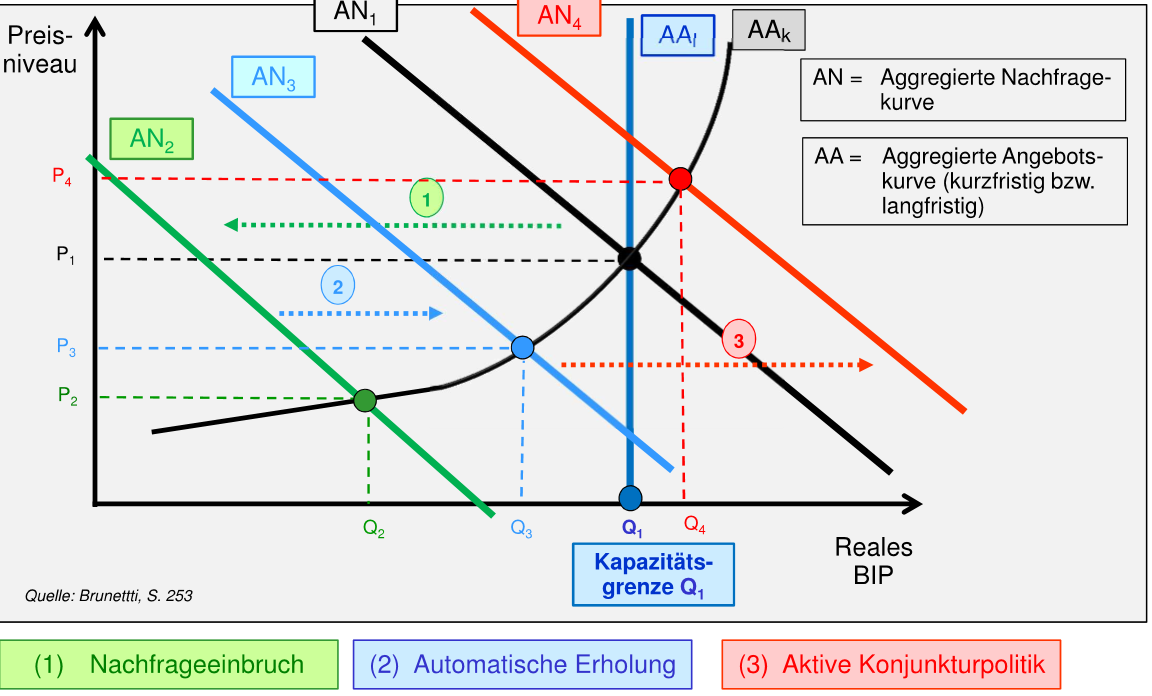 AN1
AN4
Preis-
niveau
AAl
AAk
AN3
AN = Aggregierte Nachfrage-
kurve
AN2
AA = Aggregierte Angebots-
kurve (kurzfristig bzw.
langfristig)
P4
1
P1
2
3
P3
P2
Q2
Q3
Q1
Q4
Reales
BIP
Kapazitäts-
grenze Q1
Quelle: Brunettti, S. 253
(1) Nachfrageeinbruch
(2) Automatische Erholung
(3) Aktive Konjunkturpolitik